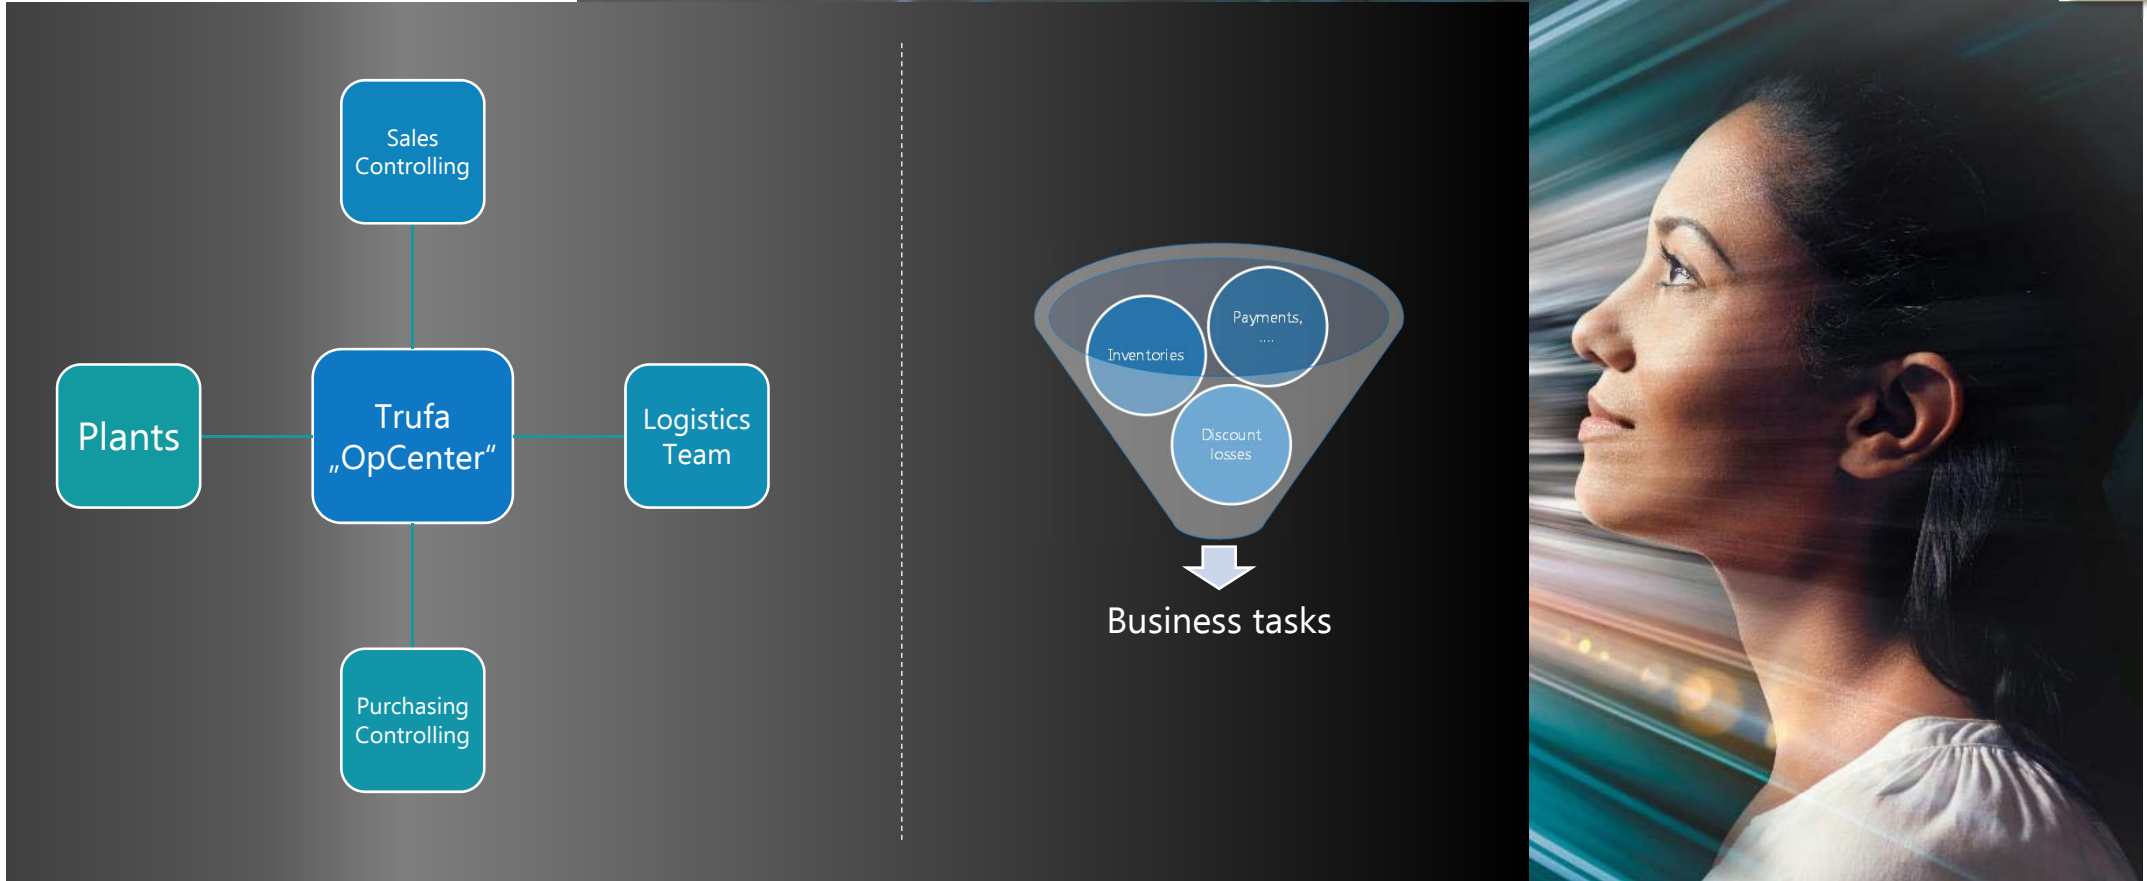 Sales
Controlling
Plants
Trufa
„OpCenter“
Logistics
Team
Purchasing
Controlling
Payments,
....
Inventories
Discount
losses
Business tasks